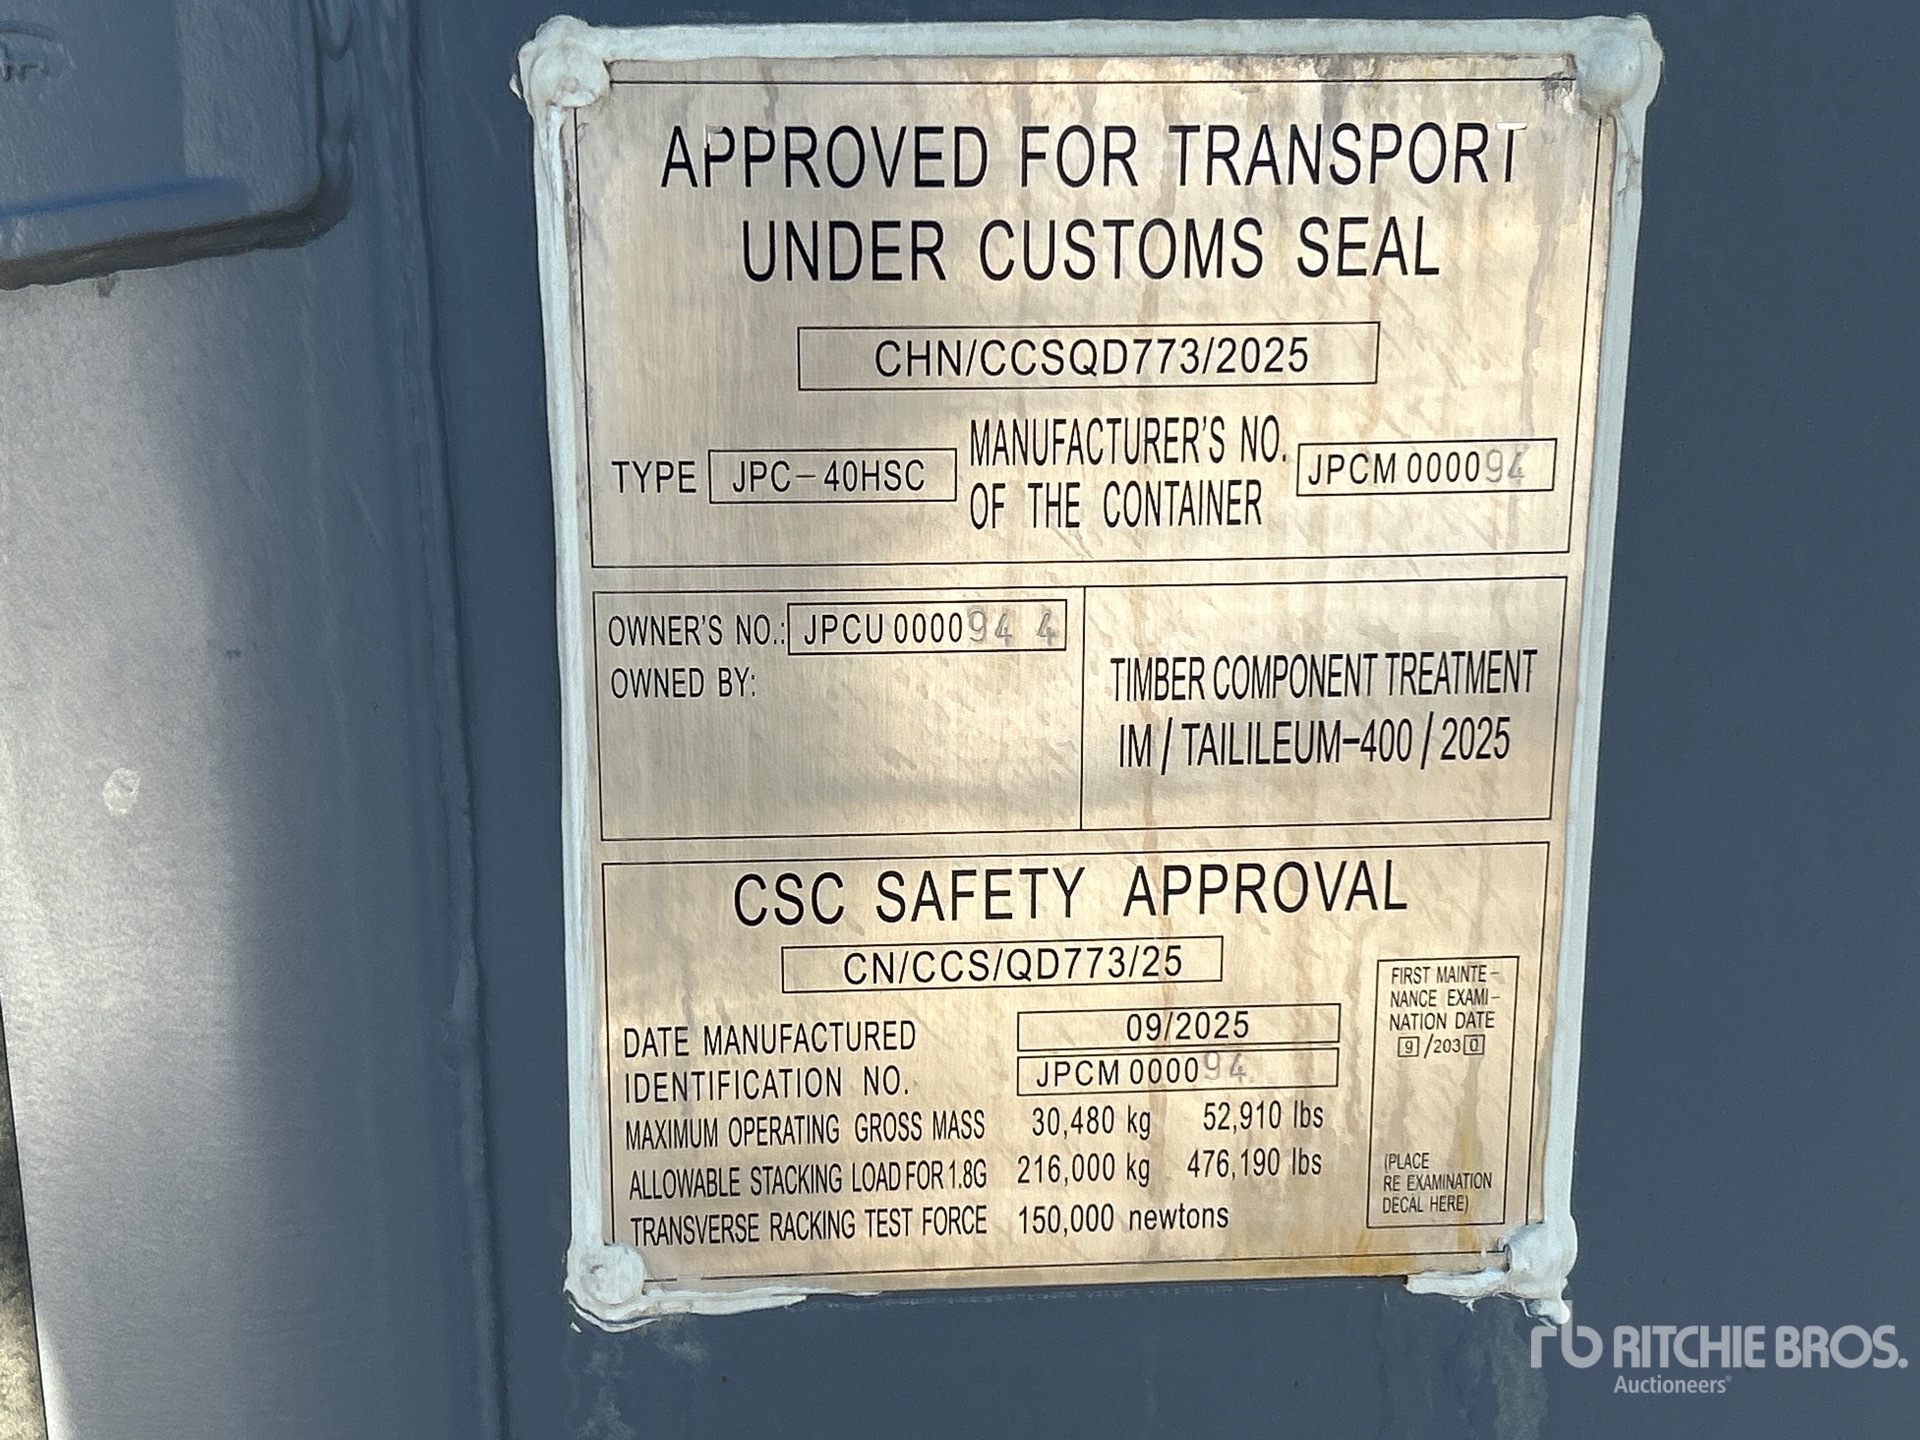 APPROVED FOR TRANSPORT
UNDER CUSTOMS SEAL
CHN/CCSQD773/2025
TYPE JPC-40HSC
MANUFACTURER'S NO.
OF THE CONTAINER
JPCM 000094
OWNER'S NO.: JPCU 000094 4
OWNED BY:
TIMBER COMPONENT TREATMENT
IM/TAILILEUM-400/2025
CSC SAFETY APPROVAL
CN/CCS/QD773/25
DATE MANUFACTURED 09/2025
IDENTIFICATION NO. JPCM 000094
MAXIMUM OPERATING GROSS MASS 30,480 kg 52,910 lbs
ALLOWABLE STACKING LOAD FOR 1.8G 216,000 kg 476,190 lbs
TRANSVERSE RACKING TEST FORCE 150,000 newtons
FIRST MAINTE-
NANCE EXAMI-
NATION DATE
9/2030
(PLACE
RE EXAMINATION
DECAL HERE)
rb RITCHIE BROS.
Auctioneers